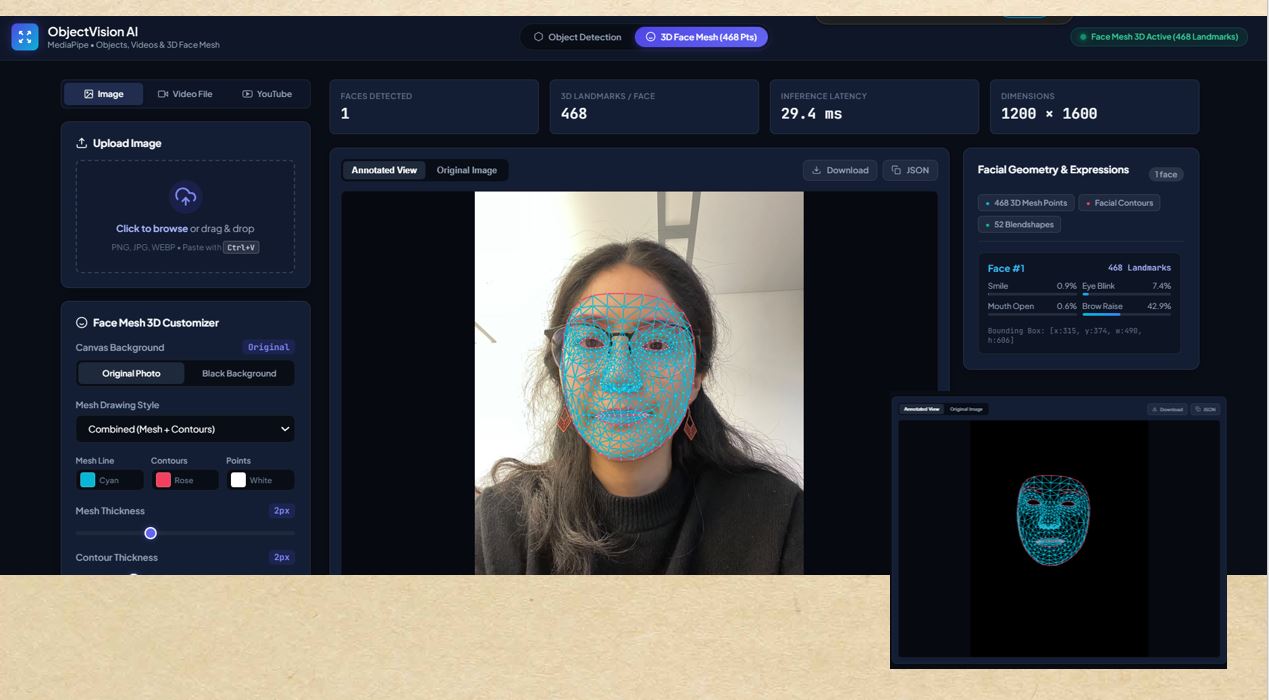 ObjectVision AI
MediaPipe • Objects, Videos & 3D Face Mesh
Object Detection
3D Face Mesh (468 Pts)
Face Mesh 3D Active (468 Landmarks)
Image
Video File
YouTube
Upload Image
Click to browse or drag & drop
PNG, JPG, WEBP • Paste with Ctrl+V
Face Mesh 3D Customizer
Canvas Background
Original
Original Photo
Black Background
Mesh Drawing Style
Combined (Mesh + Contours)
Mesh Line
Contours
Points
Cyan
Rose
White
Mesh Thickness
2px
Contour Thickness
2px
FACES DETECTED
1
3D LANDMARKS / FACE
468
INFERENCE LATENCY
29.4 ms
DIMENSIONS
1200 × 1600
Annotated View
Original Image
Download
JSON
Facial Geometry & Expressions
1 face
468 3D Mesh Points
Facial Contours
52 Blendshapes
Face #1
468 Landmarks
Smile 0.9%
Eye Blink 7.4%
Mouth Open 0.6%
Brow Raise 42.9%
Bounding Box: [x:315, y:374, w:490,
h:606]
Annotated View
Original Image
Download
JSON